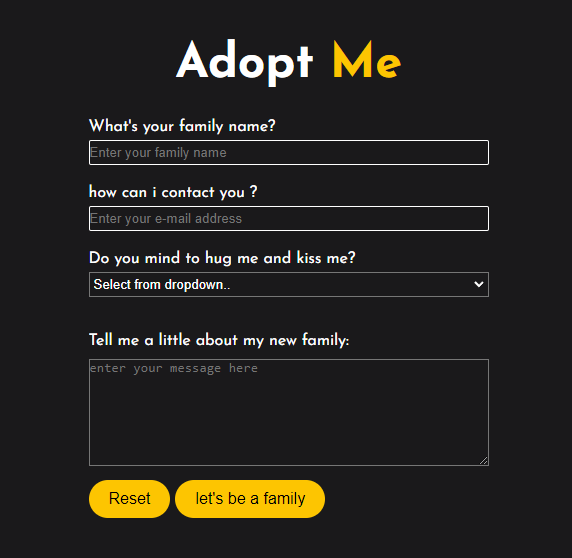 Adopt Me
What's your family name?
Enter your family name
how can i contact you ?
Enter your e-mail address
Do you mind to hug me and kiss me?
Select from dropdown..
Tell me a little about my new family:
enter your message here
Reset let's be a family